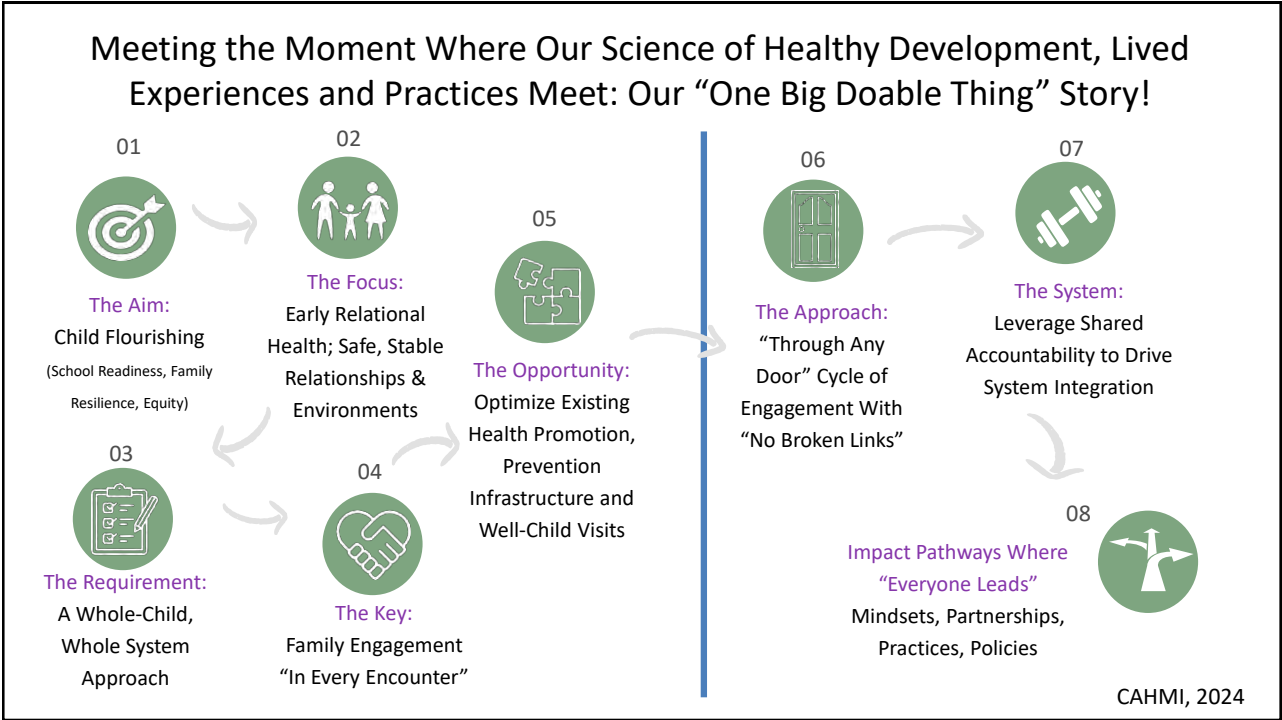 Meeting the Moment Where Our Science of Healthy Development, Lived
Experiences and Practices Meet: Our “One Big Doable Thing” Story!
01
The Aim:
Child Flourishing
(School Readiness, Family
Resilience, Equity)
02
The Focus:
Early Relational
Health; Safe, Stable
Relationships &
Environments
03
The Requirement:
A Whole-Child,
Whole System
Approach
04
The Key:
Family Engagement
“In Every Encounter”
05
The Opportunity:
Optimize Existing
Health Promotion,
Prevention
Infrastructure and
Well-Child Visits
06
The Approach:
“Through Any
Door” Cycle of
Engagement With
“No Broken Links”
07
The System:
Leverage Shared
Accountability to Drive
System Integration
08
Impact Pathways Where
“Everyone Leads”
Mindsets, Partnerships,
Practices, Policies
CAHMI, 2024